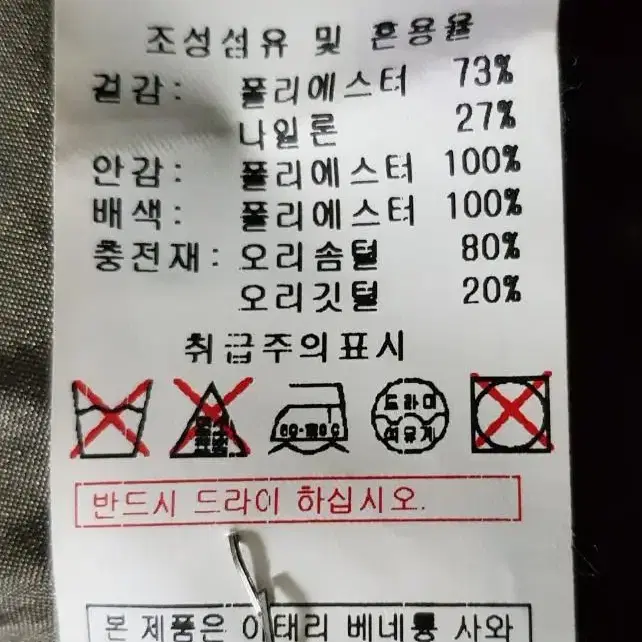 조성섬유 및 혼용율
겉감: 폴리에스터 73%
나일론 27%
안감: 폴리에스터 100%
배색: 폴리에스터 100%
충전재: 오리솜털 80%
오리깃털 20%
취급주의표시
드라이
석유계
반드시 드라이 하십시오.
본 제품은 이태리 베네통 사와